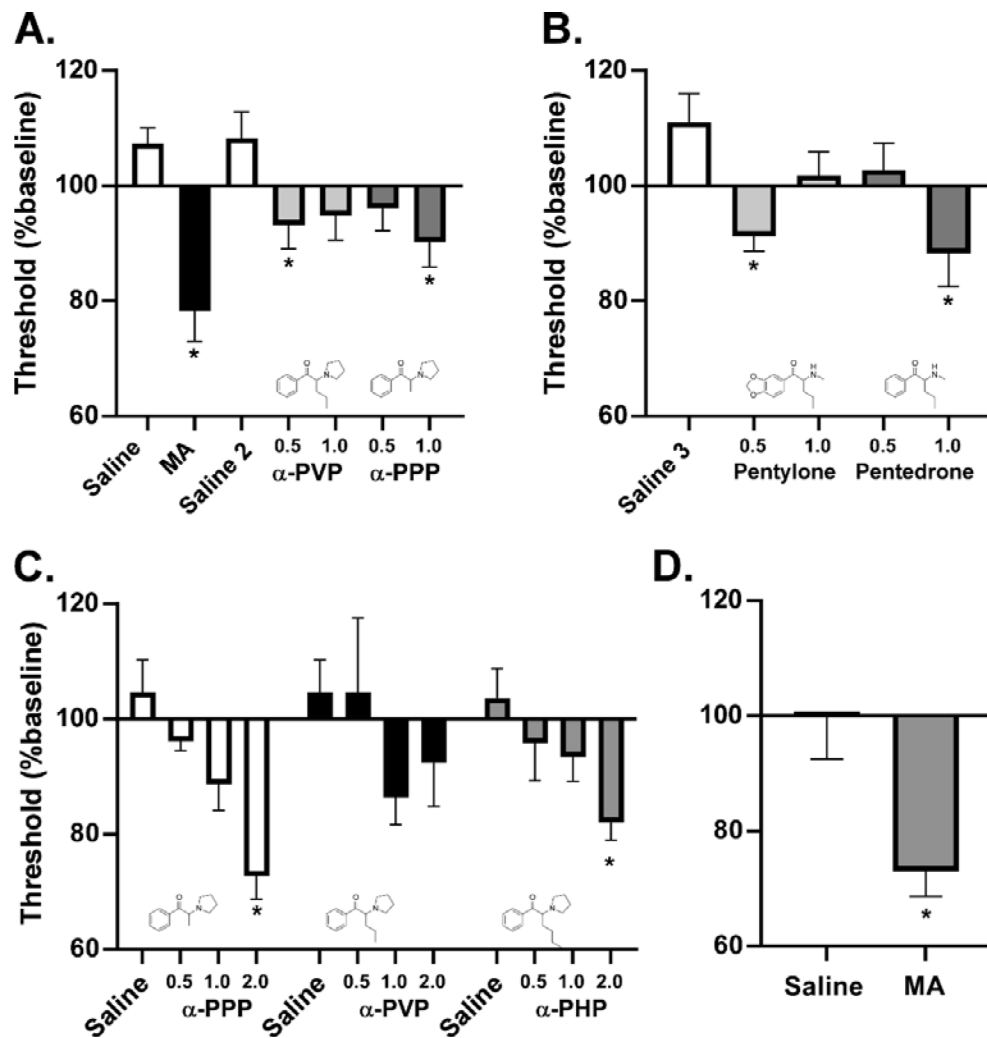 A.
Threshold (%baseline)
120
100
80
60
*
*
*
O
N
O
N
0.5 1.0 0.5 1.0
Saline MA Saline 2 α-PVP α-PPP
B.
Threshold (%baseline)
120
100
80
60
*
*
O
H
N
O
O
O
H
N
0.5 1.0 0.5 1.0
Saline 3 Pentylone Pentedrone
C.
Threshold (%baseline)
120
100
80
60
*
*
O
N
O
N
O
N
Saline 0.5 1.0 2.0 Saline 0.5 1.0 2.0 Saline 0.5 1.0 2.0
α-PPP α-PVP α-PHP
D.
120
100
80
60
*
Saline MA